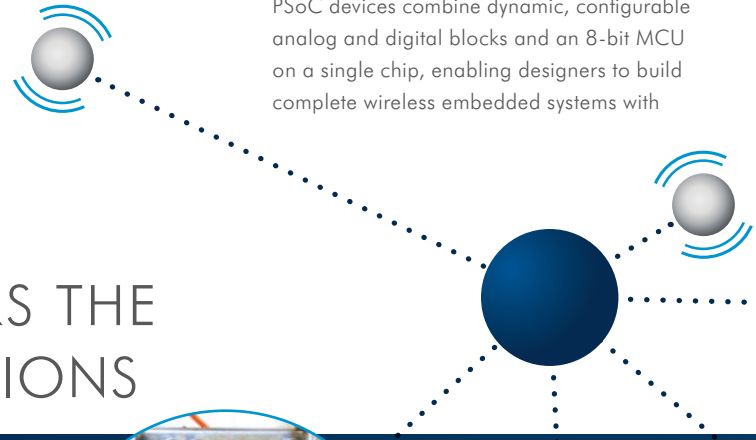 PSoC devices combine dynamic, configurable
analog and digital blocks and an 8-bit MCU
on a single chip, enabling designers to build
complete wireless embedded systems with
THE